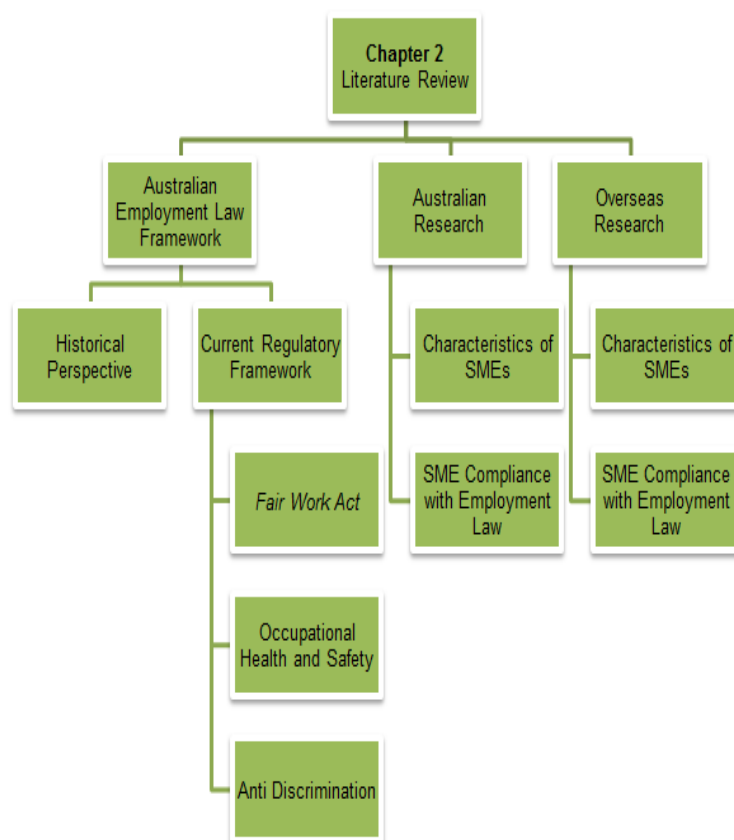 Chapter 2
Literature Review
Australian
Employment Law
Framework
Australian
Research
Overseas
Research
Historical
Perspective
Current Regulatory
Framework
Characteristics of
SMEs
Characteristics of
SMEs
Fair Work Act
SME Compliance
with Employment
Law
SME Compliance
with Employment
Law
Occupational
Health and Safety
Anti Discrimination